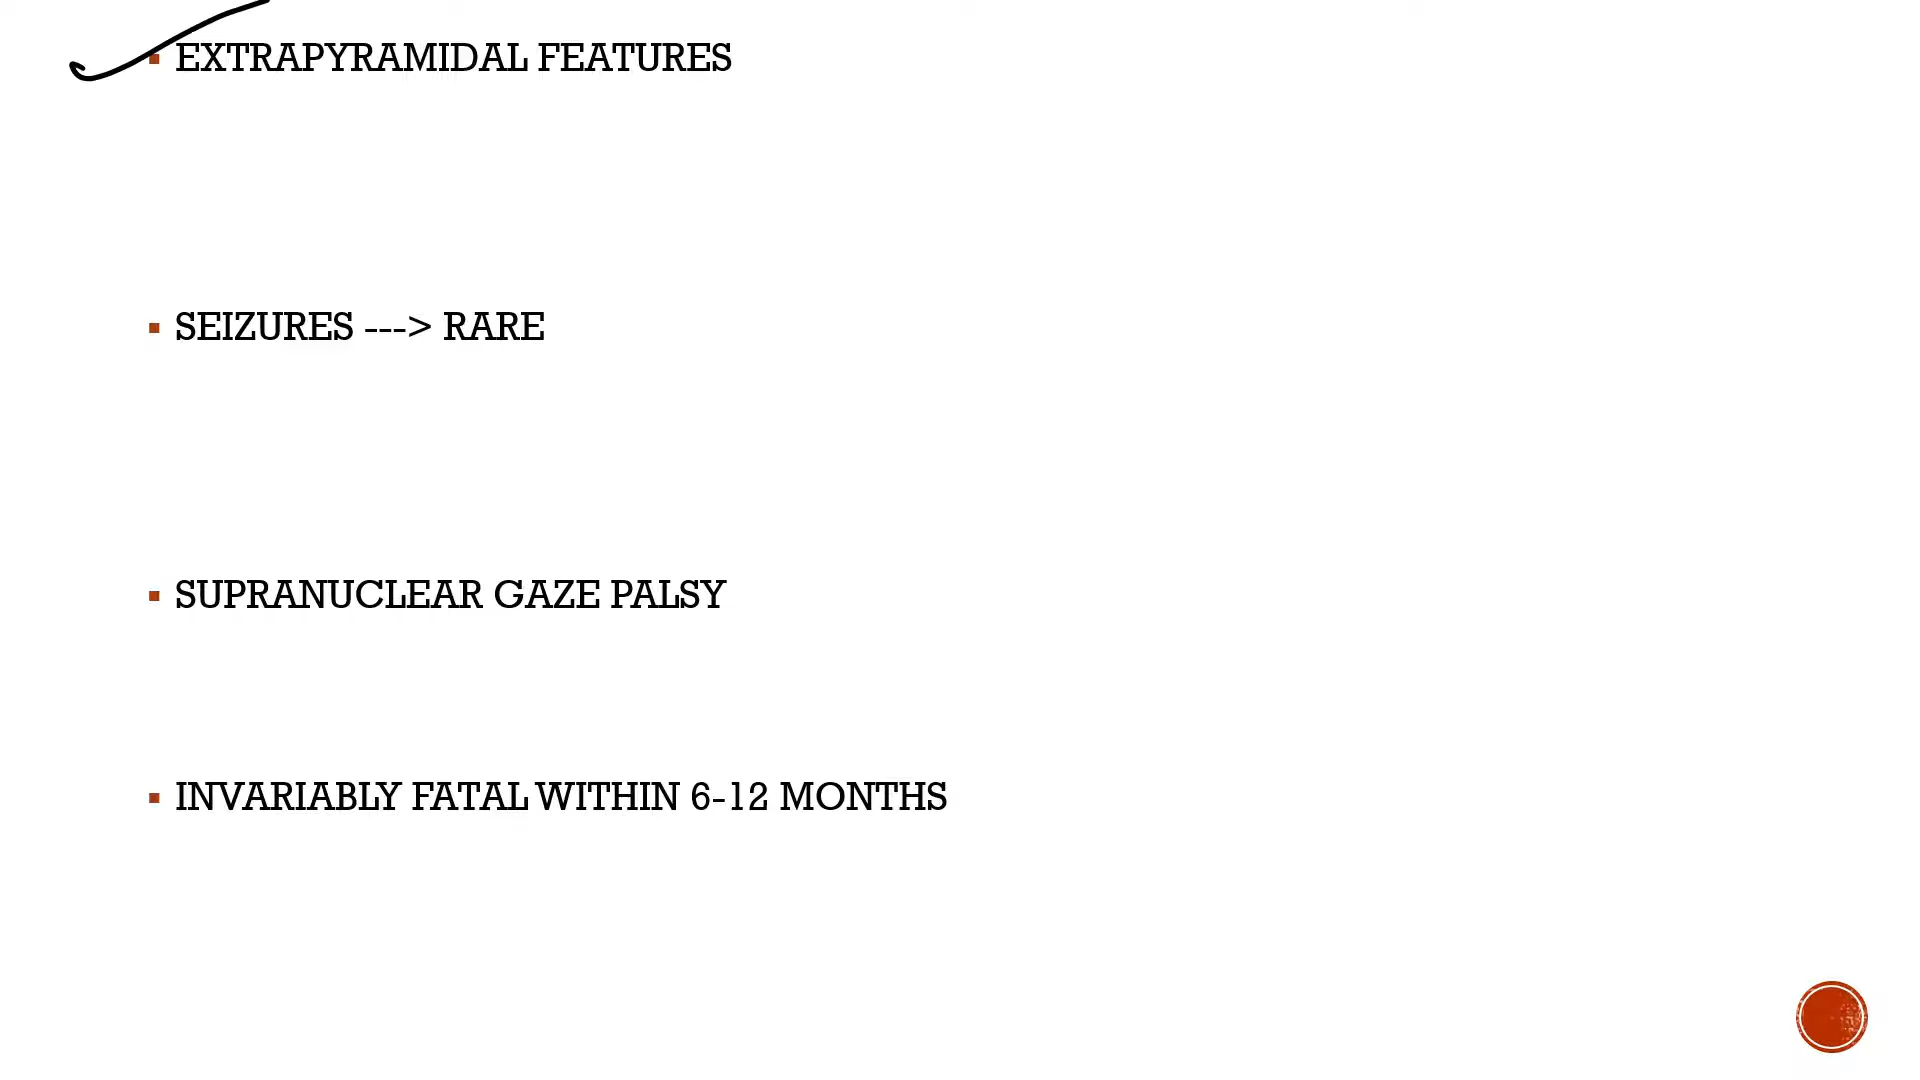 EXTRAPYRAMIDAL FEATURES
SEIZURES ---> RARE
SUPRANUCLEAR GAZE PALSY
INVARIABLY FATAL WITHIN 6-12 MONTHS